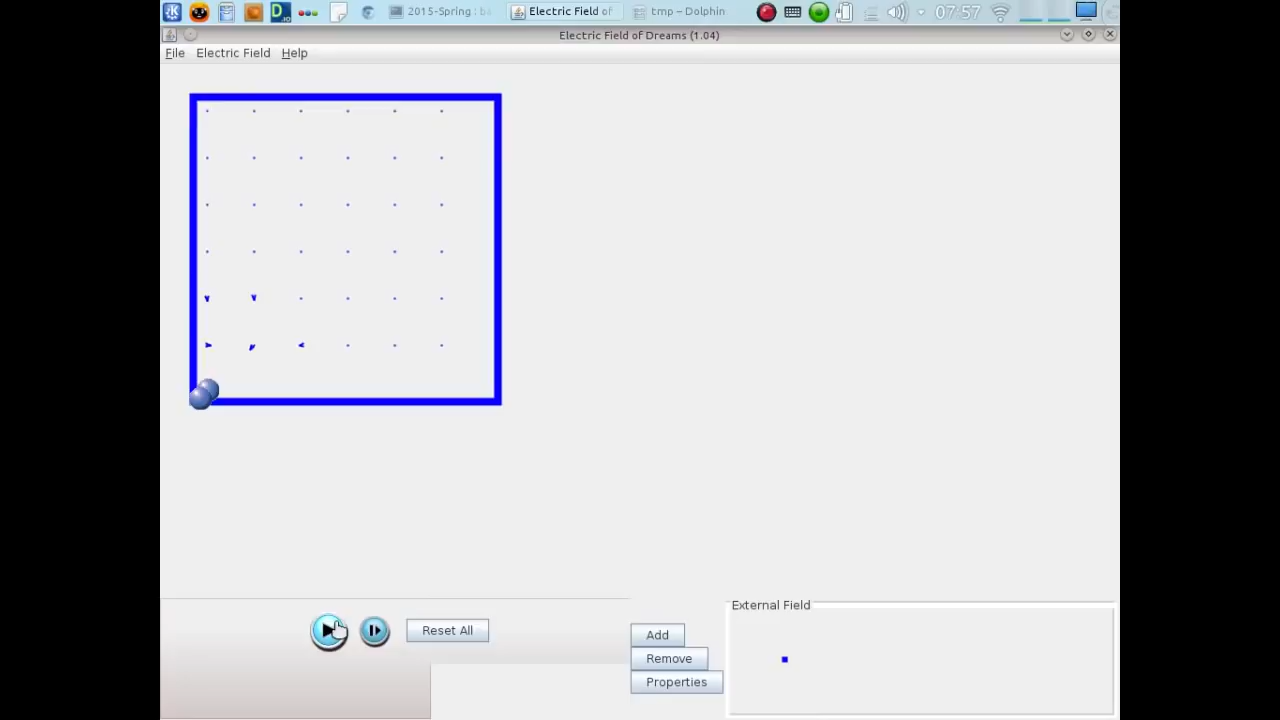 2015-Spring : ba
Electric Field of
tmp – Dolphin
07:57
Electric Field of Dreams (1.04)
File Electric Field Help
Reset All
Add
Remove
Properties
External Field